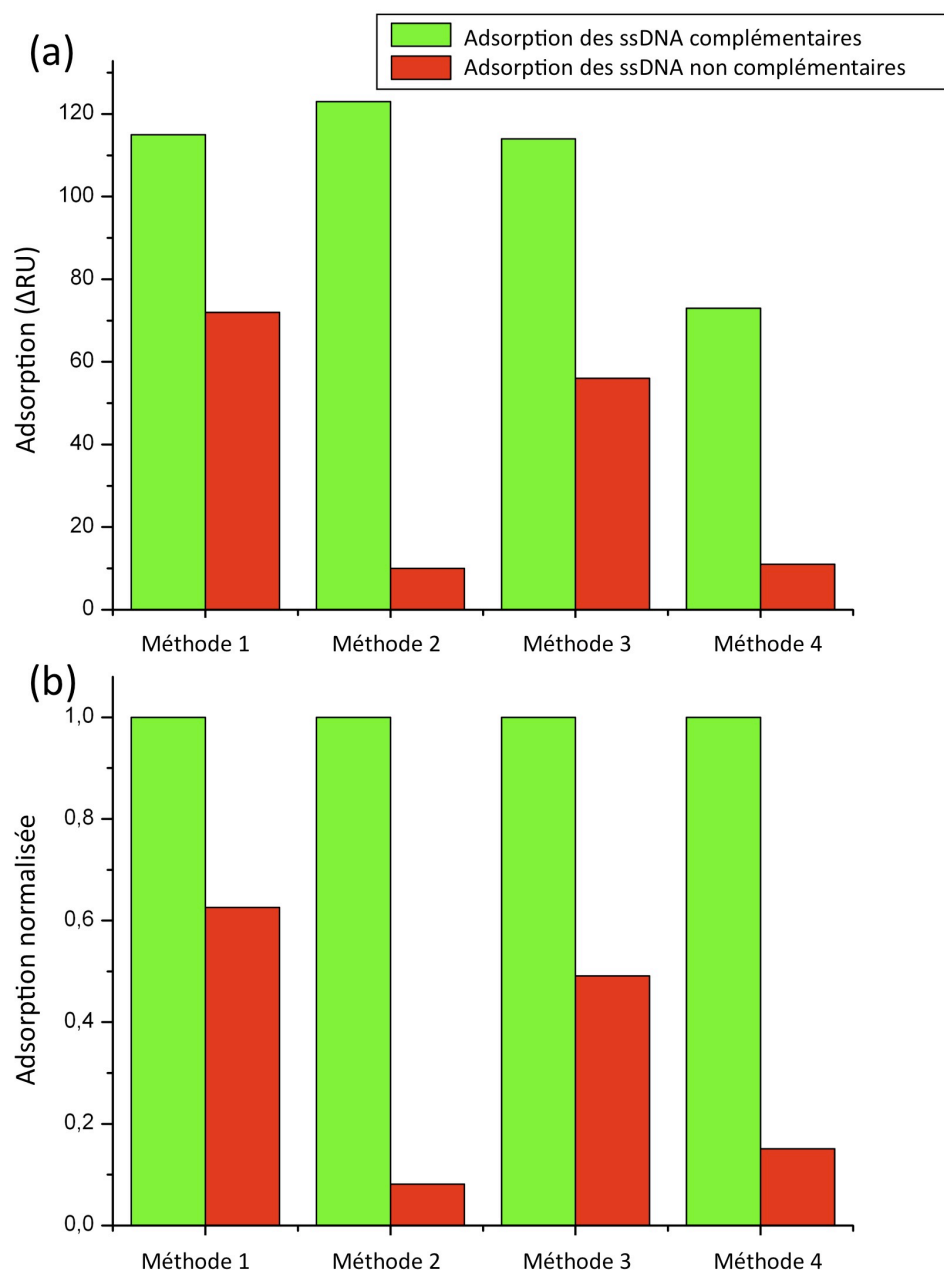 (a)
Adsorption des ssDNA complémentaires
Adsorption des ssDNA non complémentaires
Adsorption (ΔRU)
120
100
80
60
40
20
0
Méthode 1 Méthode 2 Méthode 3 Méthode 4
(b)
Adsorption normalisée
1,0
0,8
0,6
0,4
0,2
0,0
Méthode 1 Méthode 2 Méthode 3 Méthode 4